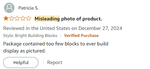 Patricia S.
Misleading photo of product.
Reviewed in the United States on December 27, 2024
Style: Bright Building Blocks Verified Purchase
Package contained too few blocks to ever build
display as pictured.
Helpful Report